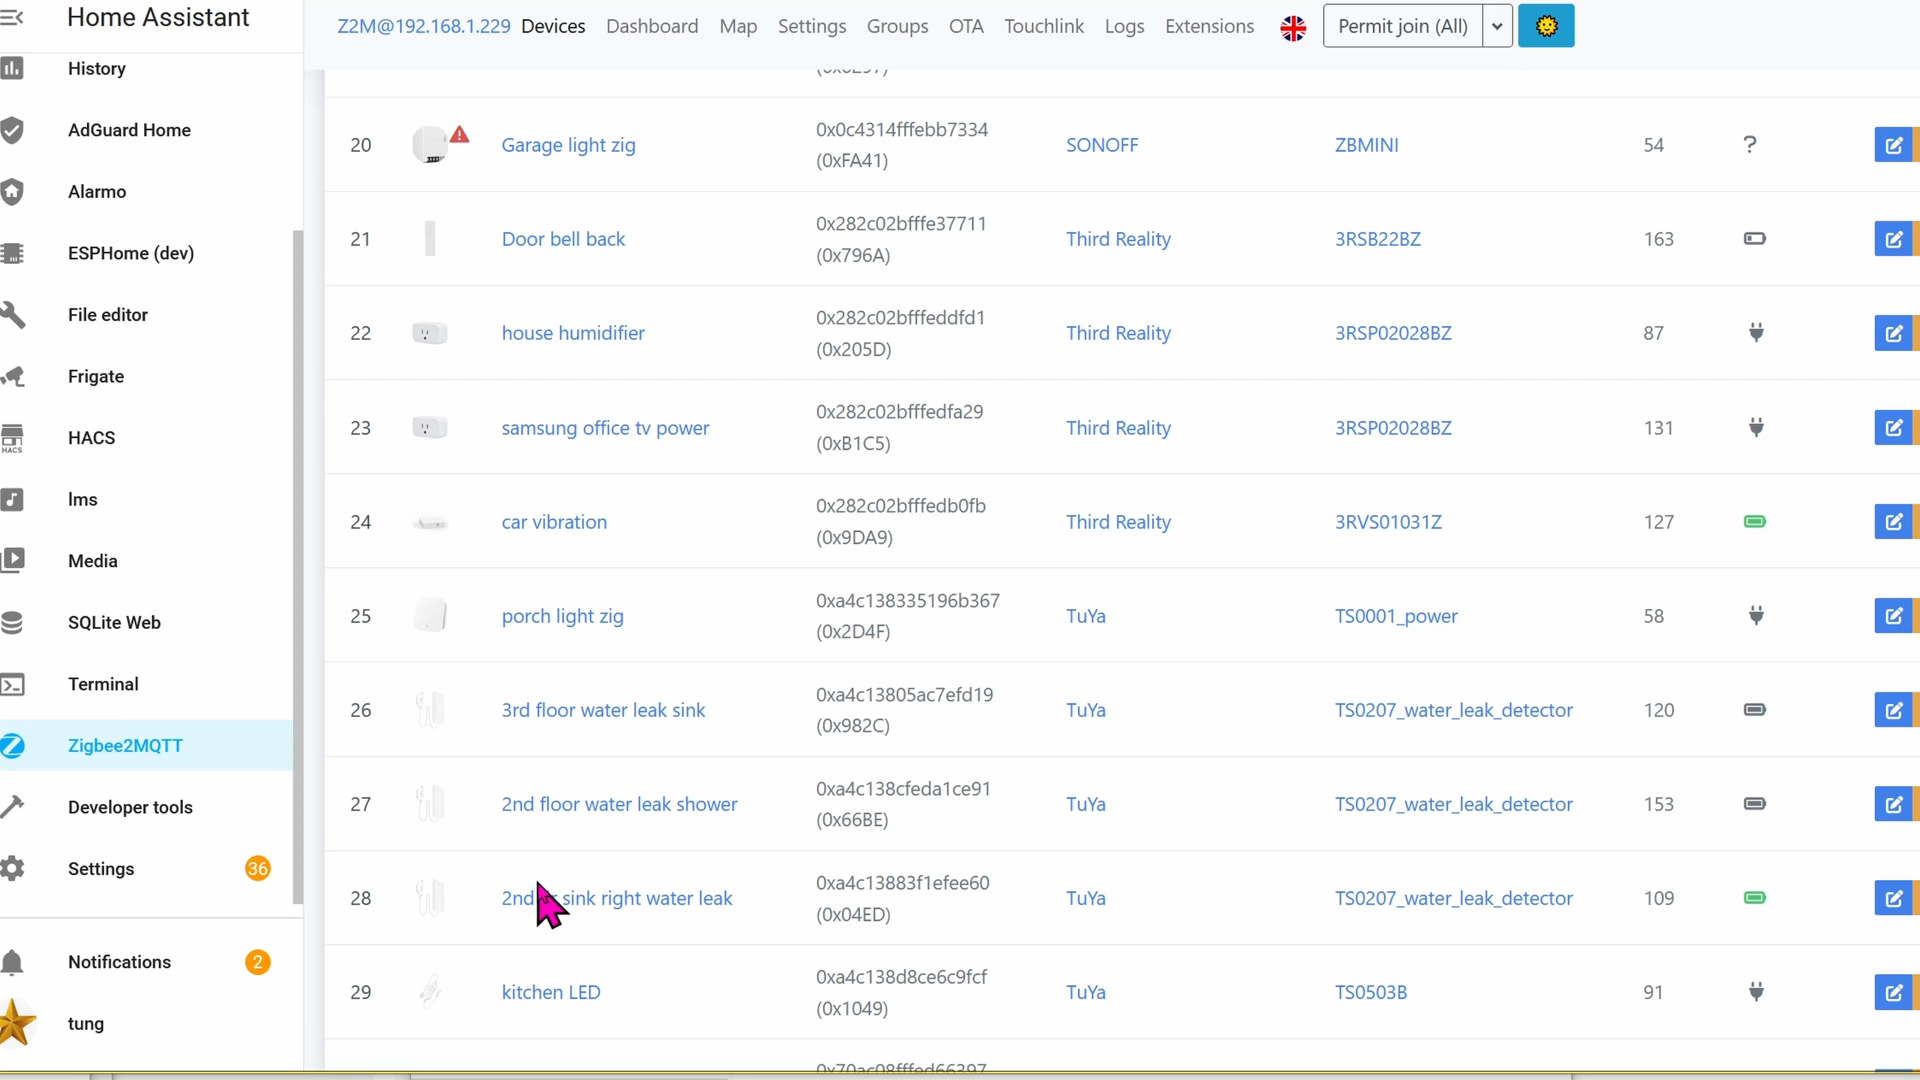 Home Assistant
History
AdGuard Home
Alarmo
ESPHome (dev)
File editor
Frigate
HACS
HACS
lms
Media
SQLite Web
Terminal
Zigbee2MQTT
Developer tools
Settings 36
Notifications 2
tung
Z2M@192.168.1.229 Devices Dashboard Map Settings Groups OTA Touchlink Logs Extensions Permit join (All)
20 Garage light zig 0x0c4314fffebb7334 (0xFA41) SONOFF ZBMINI 54 ?
21 Door bell back 0x282c02bfffe37711 (0x796A) Third Reality 3RSB22BZ 163
22 house humidifier 0x282c02bfffeddfd1 (0x205D) Third Reality 3RSP02028BZ 87
23 samsung office tv power 0x282c02bfffedfa29 (0xB1C5) Third Reality 3RSP02028BZ 131
24 car vibration 0x282c02bfffedb0fb (0x9DA9) Third Reality 3RVS01031Z 127
25 porch light zig 0xa4c138335196b367 (0x2D4F) TuYa TS0001_power 58
26 3rd floor water leak sink 0xa4c13805ac7efd19 (0x982C) TuYa TS0207_water_leak_detector 120
27 2nd floor water leak shower 0xa4c138cfeda1ce91 (0x66BE) TuYa TS0207_water_leak_detector 153
28 2nd sink right water leak 0xa4c13883f1efee60 (0x04ED) TuYa TS0207_water_leak_detector 109
29 kitchen LED 0xa4c138d8ce6c9fcf (0x1049) TuYa TS0503B 91